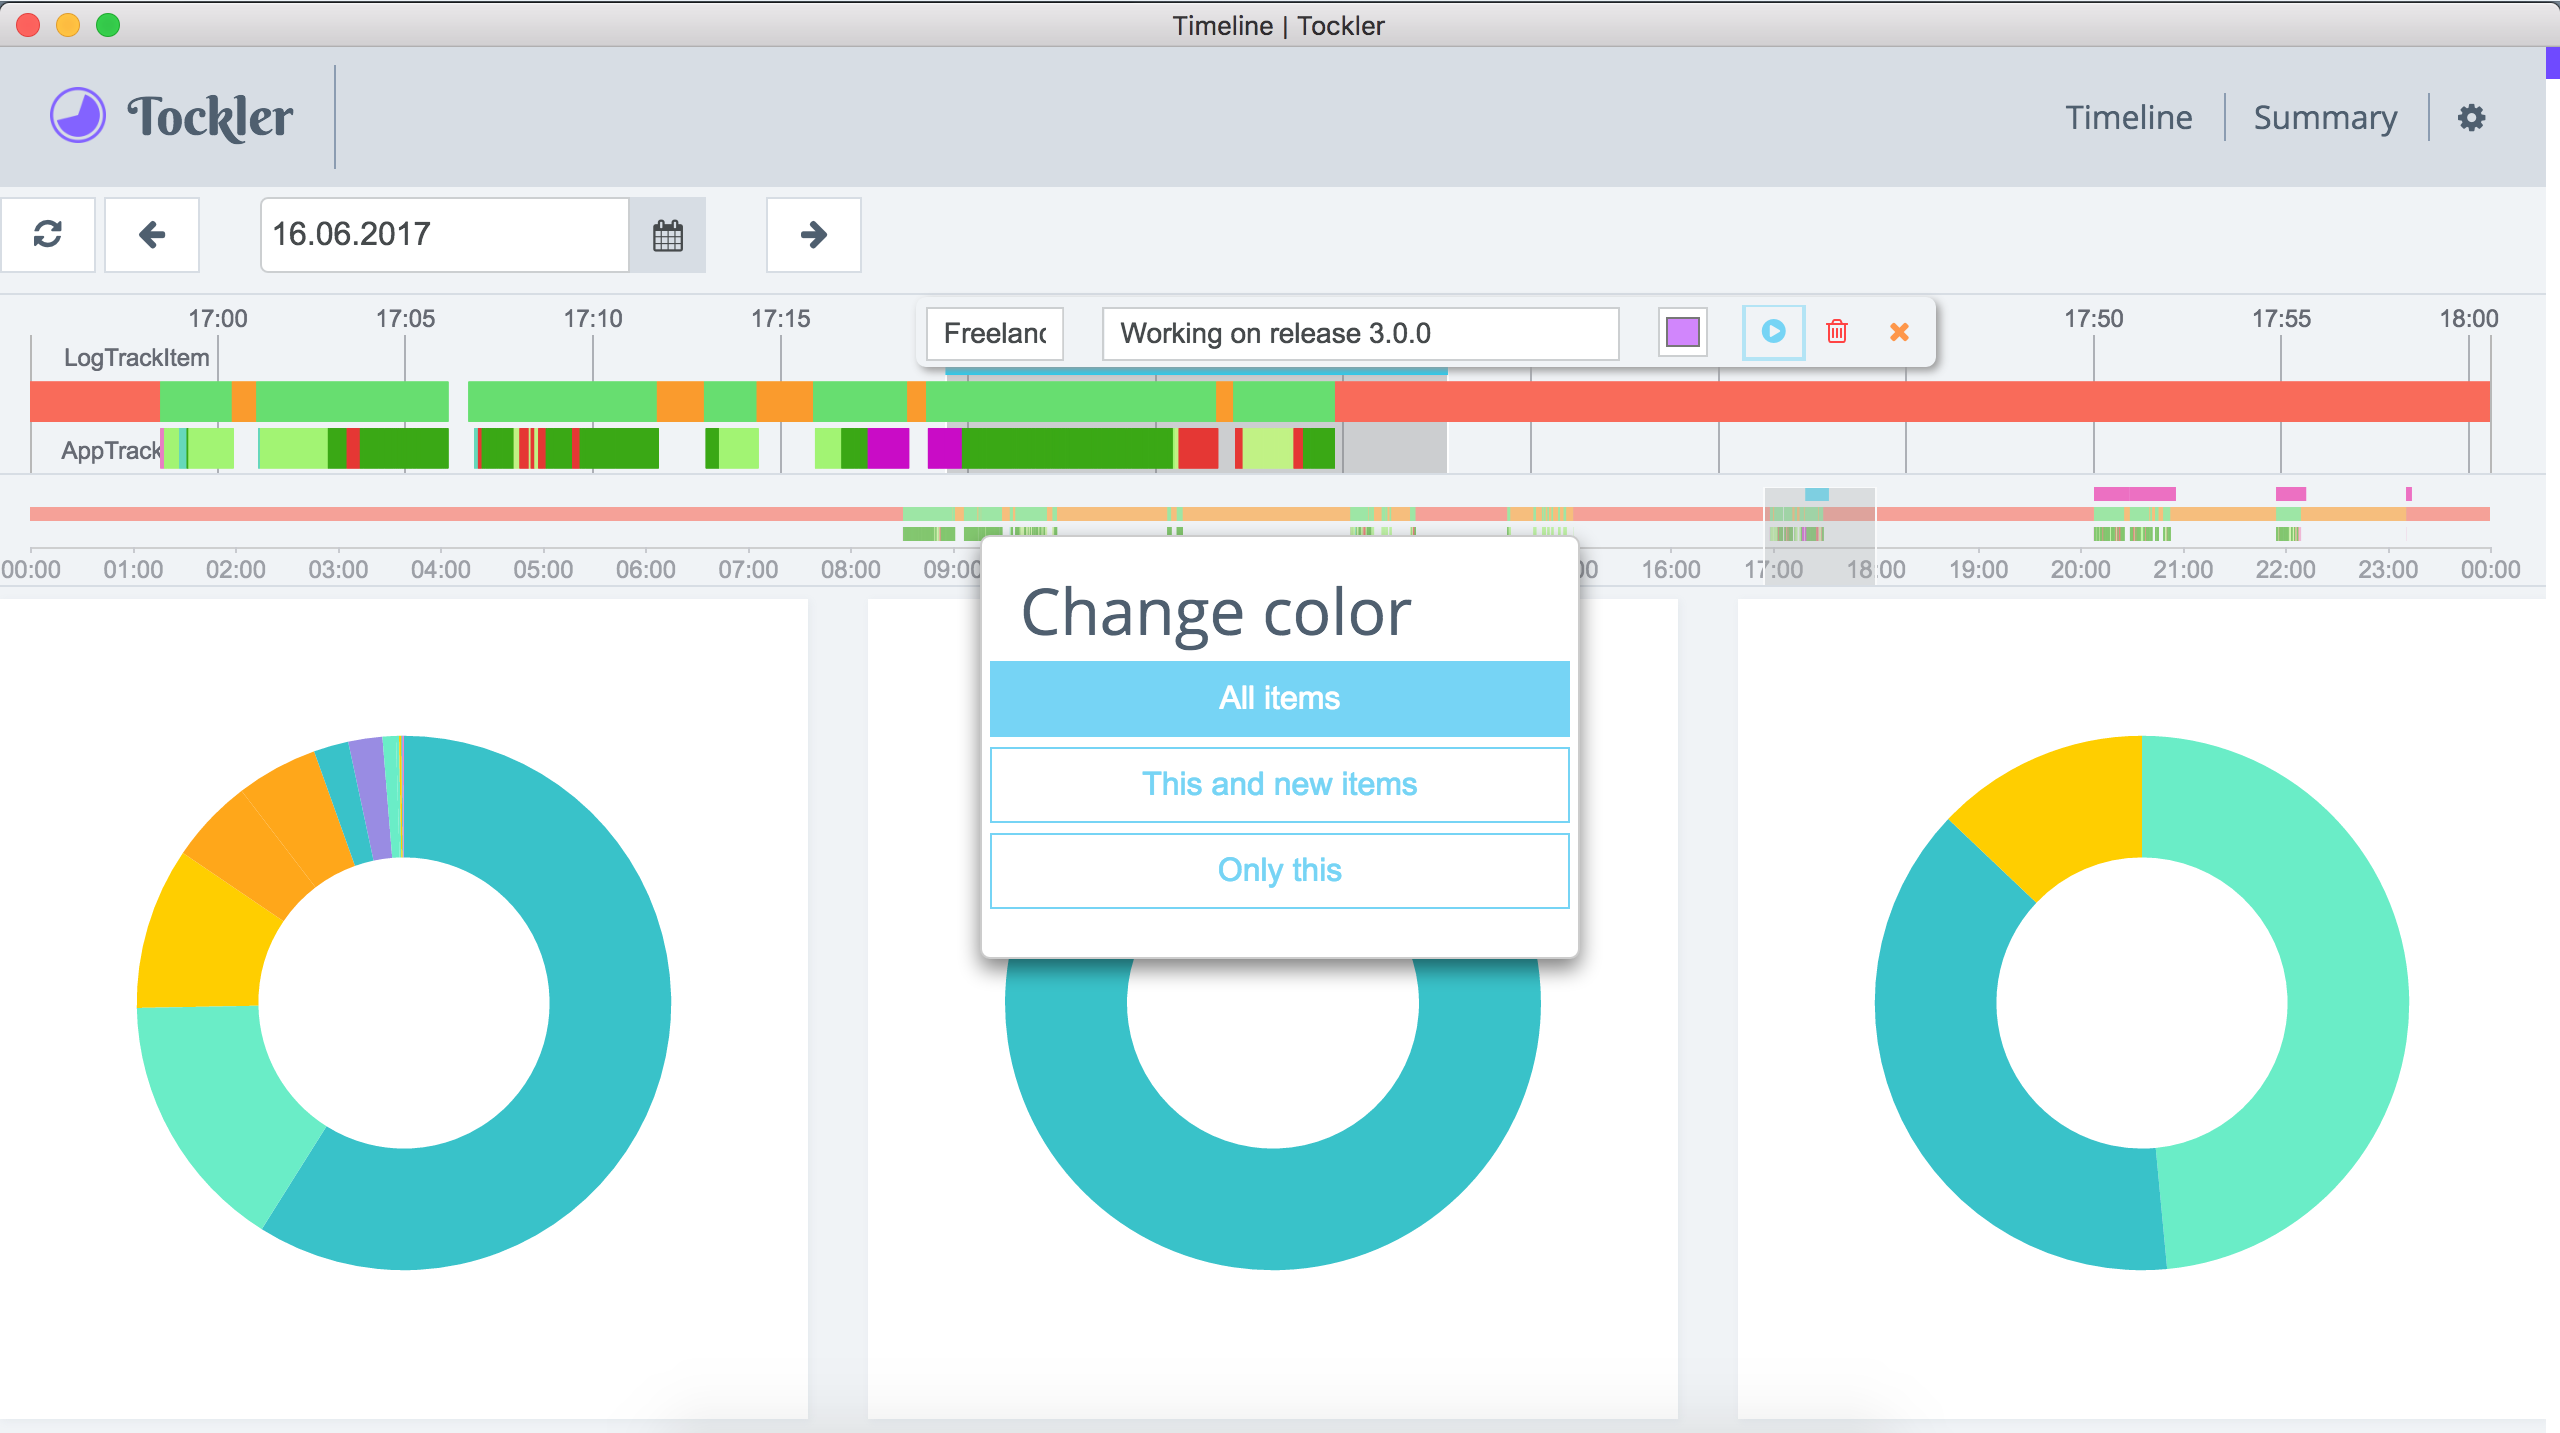 Timeline | Tockler
Tockler
Timeline
Summary
16.06.2017
17:00 17:05 17:10 17:15 17:50 17:55 18:00
Working on release 3.0.0
LogTrackItem
AppTrack
00:00 01:00 02:00 03:00 04:00 05:00 06:00 07:00 08:00 09:00 16:00 17:00 18:00 19:00 20:00 21:00 22:00 23:00 00:00
Change color
All items
This and new items
Only this